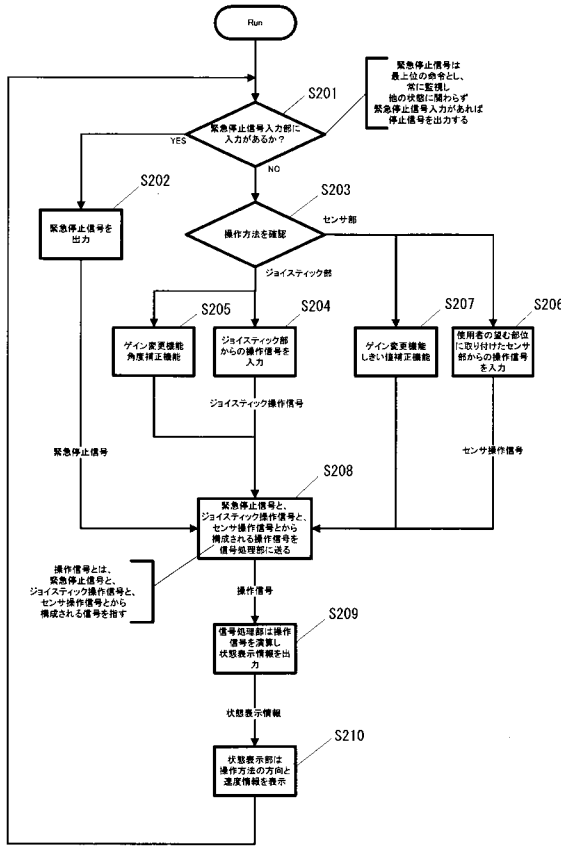 Run
S201
緊急停止信号入力部に
入力があるか？
緊急停止信号は
最上位の命令とし、
常に監視し
他の状態に関わらず
緊急停止信号入力があれば
停止信号を出力する
YES
NO
S202
緊急停止信号を
出力
S203
操作方法を確認
センサ部
ジョイスティック部
S205
ゲイン変更機能
角度補正機能
S204
ジョイスティック部
からの操作信号を
入力
S207
ゲイン変更機能
しきい値補正機能
S206
使用者の望む部位
に取り付けたセンサ
部からの操作信号
を入力
ジョイスティック操作信号
緊急停止信号
センサ操作信号
S208
緊急停止信号と、
ジョイスティック操作信号と、
センサ操作信号とから
構成される操作信号を
信号処理部に送る
操作信号とは、
緊急停止信号と、
ジョイスティック操作信号と、
センサ操作信号とから
構成される信号を指す
操作信号
S209
信号処理部は操作
信号を演算し
状態表示情報を出
力
状態表示情報
S210
状態表示部は
操作方法の方向と
速度情報を表示